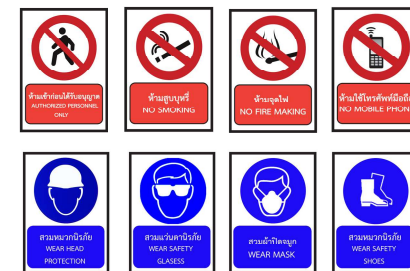 ห้ามเข้าก่อนได้รับอนุญาต
AUTHORIZED PERSONNEL
ONLY
ห้ามสูบบุหรี่
NO SMOKING
ห้ามจุดไฟ
NO FIRE MAKING
ห้ามใช้โทรศัพท์มือถือ
NO MOBILE PHONE
สวมหมวกนิรภัย
WEAR HEAD
PROTECTION
สวมแว่นตานิรภัย
WEAR SAFETY
GLASESS
สวมผ้าปิดจมูก
WEAR MASK
สวมหมวกนิรภัย
WEAR SAFETY
SHOES